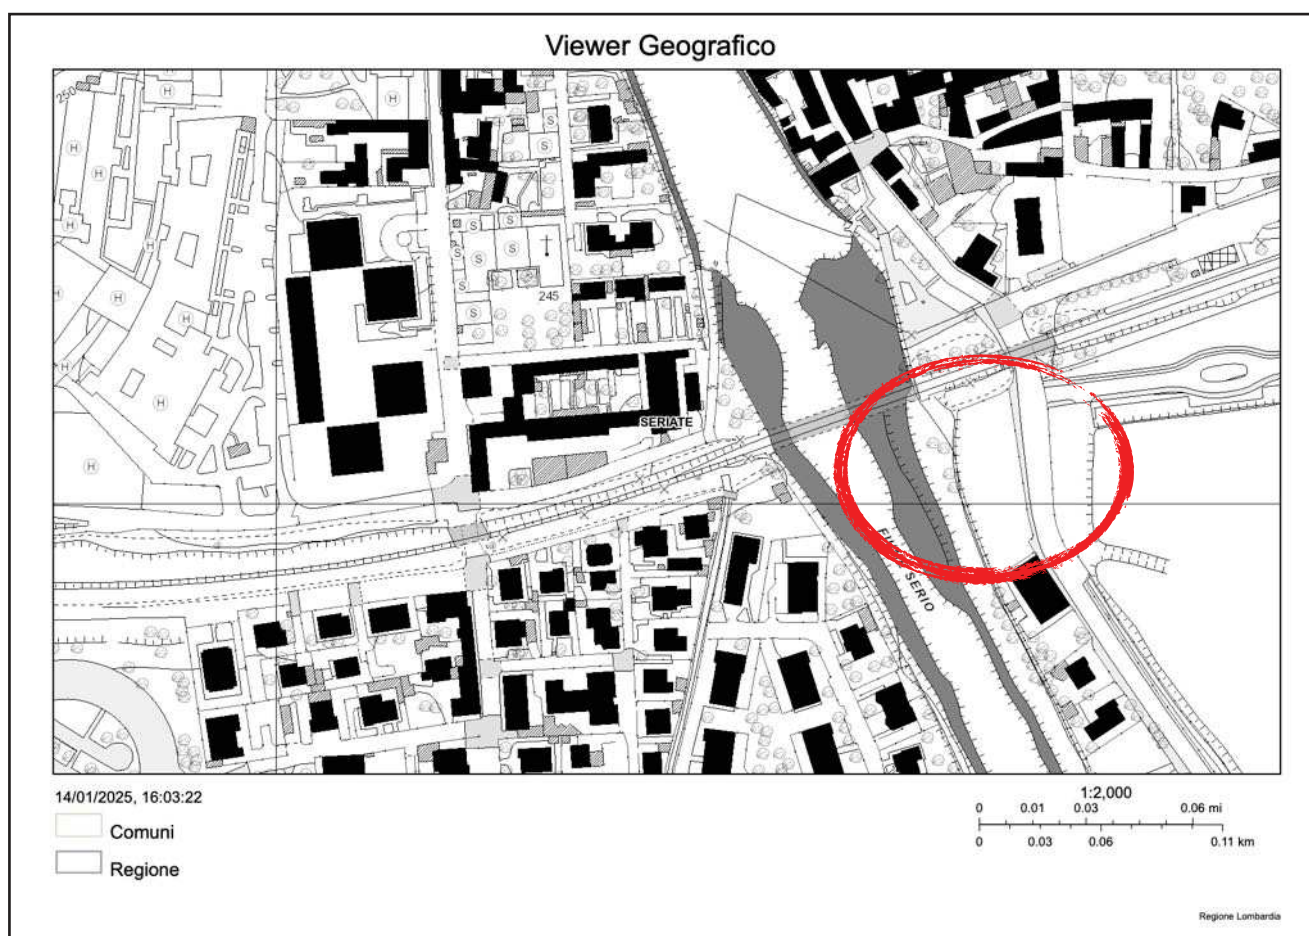 Viewer Geografico
250
H
H
H
H
H
H
H
H
H
H
H
S
S
S
S
S
S
S
S
245
SERIATE
SERIO
14/01/2025, 16:03:22
Comuni
Regione
1:2,000
0 0.01 0.03 0.06 mi
0 0.03 0.06 0.11 km
Regione Lombardia